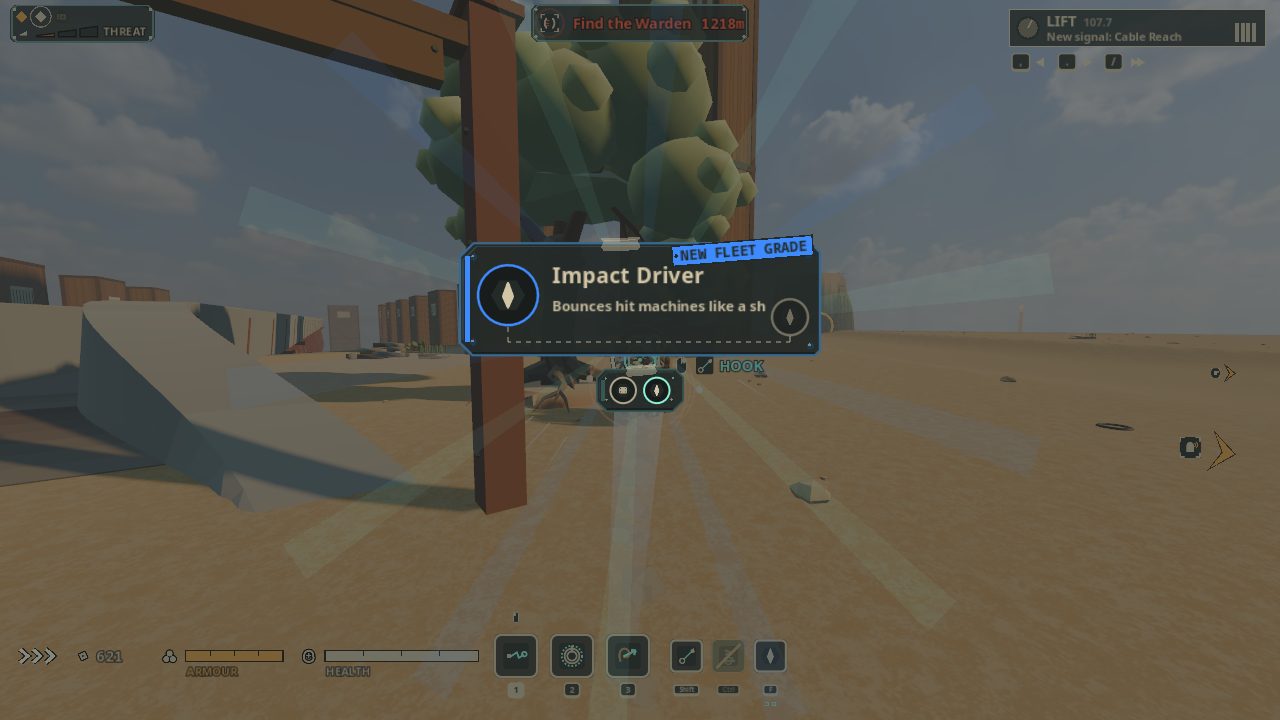 THREAT
Find the Warden 1218m
LIFT 107.7
New signal: Cable Reach
, . /
NEW FLEET GRADE
Impact Driver
Bounces hit machines like a sh
HOOK
621
ARMOUR
HEALTH
1 2 3 Shift Ctrl F